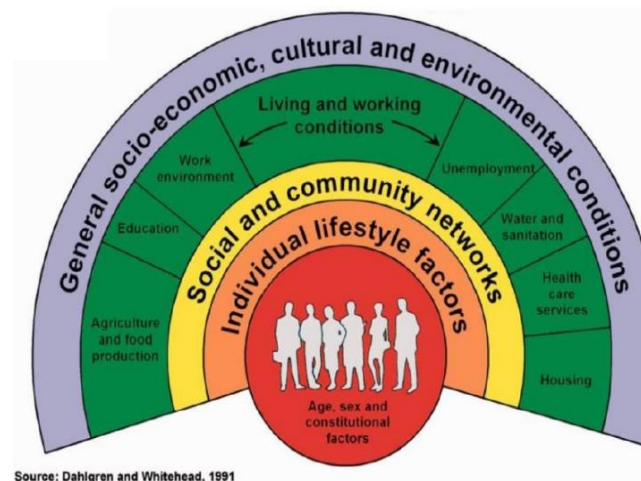 General socio-economic, cultural and environmental conditions
Living and working
conditions
Work
environment
Unemployment
Education
Water and
sanitation
Agriculture
and food
production
Health
care
services
Housing
Social and community networks
Individual lifestyle factors
Age, sex and
constitutional
factors
Source: Dahlgren and Whitehead, 1991